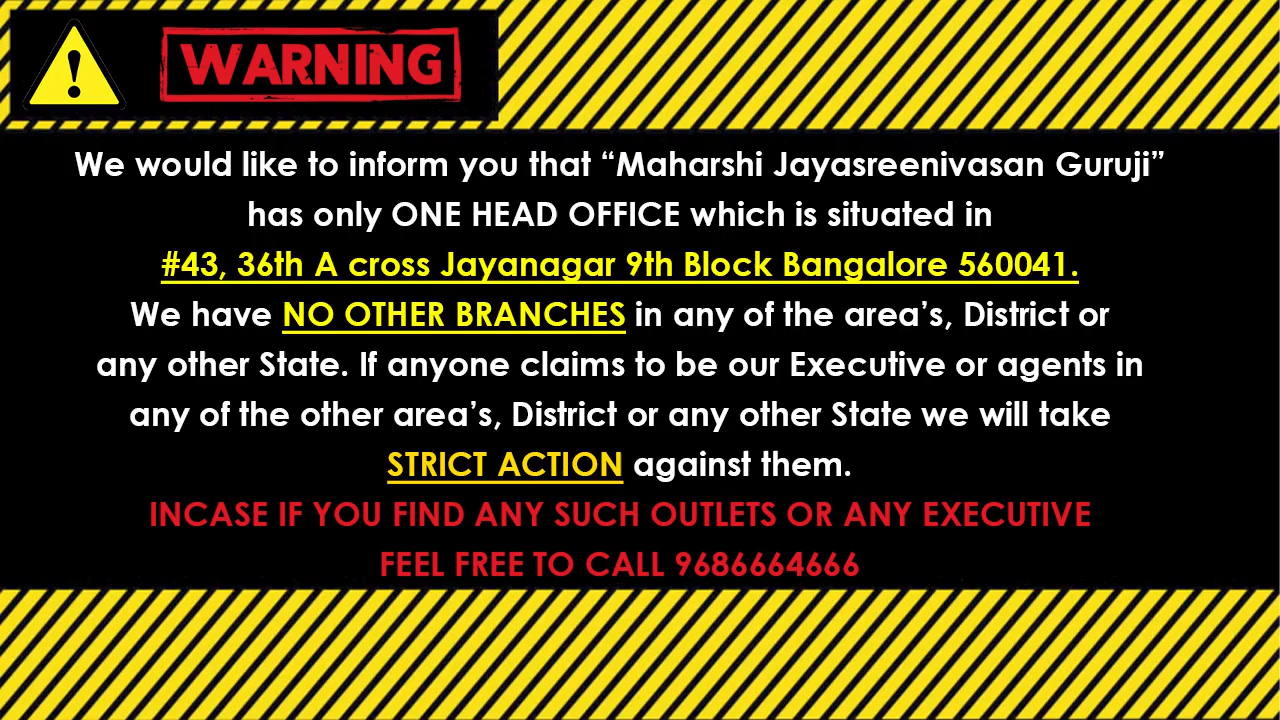 WARNING
We would like to inform you that “Maharshi Jayasreenivasan Guruji”
has only ONE HEAD OFFICE which is situated in
#43, 36th A cross Jayanagar 9th Block Bangalore 560041.
We have NO OTHER BRANCHES in any of the area’s, District or
any other State. If anyone claims to be our Executive or agents in
any of the other area’s, District or any other State we will take
STRICT ACTION against them.
INCASE IF YOU FIND ANY SUCH OUTLETS OR ANY EXECUTIVE
FEEL FREE TO CALL 9686664666